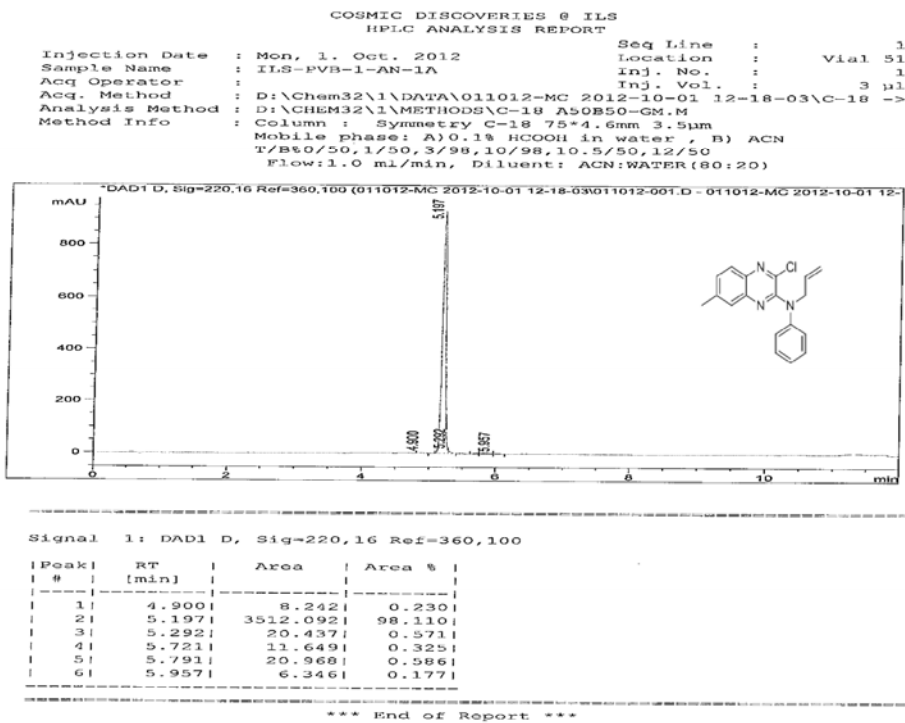 COSMIC DISCOVERIES @ ILS
HPLC ANALYSIS REPORT
Seq Line : 1
Injection Date : Mon, 1. Oct. 2012 Location : Vial 51
Sample Name : ILS-PVB-1-AN-1A Inj. No. : 1
Acq Operator : Inj. Vol. : 3 µl
Acq. Method : D:\Chem32\1\DATA\011012-MC 2012-10-01 12-18-03\C-18 ->
Analysis Method : D:\CHEM32\1\METHODS\C-18 A50B50-GM.M
Method Info : Column : Symmetry C-18 75*4.6mm 3.5µm
Mobile phase: A)0.1% HCOOH in water , B) ACN
T/B%0/50,1/50,3/98,10/98,10.5/50,12/50
Flow:1.0 ml/min, Diluent: ACN:WATER(80:20)
*DAD1 D, Sig=220,16 Ref=360,100 (011012-MC 2012-10-01 12-18-03\011012-001.D - 011012-MC 2012-10-01 12-
mAU
800
600
400
200
0
5.197
4.900
5.292
5.957
N
Cl
N
N
0 2 4 6 8 10 min
Signal 1: DAD1 D, Sig=220,16 Ref=360,100
|Peak| RT | Area | Area % |
| # | [min] | | |
| 1| 4.900| 8.242| 0.230|
| 2| 5.197| 3512.092| 98.110|
| 3| 5.292| 20.437| 0.571|
| 4| 5.721| 11.649| 0.325|
| 5| 5.791| 20.968| 0.586|
| 6| 5.957| 6.346| 0.177|
*** End of Report ***